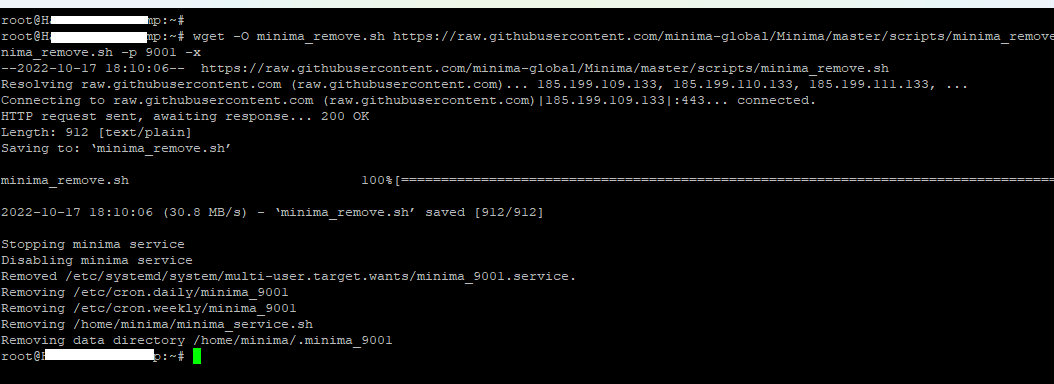 root@H mp:~#
root@H mp:~# wget -O minima_remove.sh https://raw.githubusercontent.com/minima-global/Minima/master/scripts/minima_remove
nima_remove.sh -p 9001 -x
--2022-10-17 18:10:06--  https://raw.githubusercontent.com/minima-global/Minima/master/scripts/minima_remove.sh
Resolving raw.githubusercontent.com (raw.githubusercontent.com)... 185.199.109.133, 185.199.110.133, 185.199.111.133, ...
Connecting to raw.githubusercontent.com (raw.githubusercontent.com)|185.199.109.133|:443... connected.
HTTP request sent, awaiting response... 200 OK
Length: 912 [text/plain]
Saving to: ‘minima_remove.sh’
minima_remove.sh 100%[==============================================================================
2022-10-17 18:10:06 (30.8 MB/s) - ‘minima_remove.sh’ saved [912/912]
Stopping minima service
Disabling minima service
Removed /etc/systemd/system/multi-user.target.wants/minima_9001.service.
Removing /etc/cron.daily/minima_9001
Removing /etc/cron.weekly/minima_9001
Removing /home/minima/minima_service.sh
Removing data directory /home/minima/.minima_9001
root@H p:~#